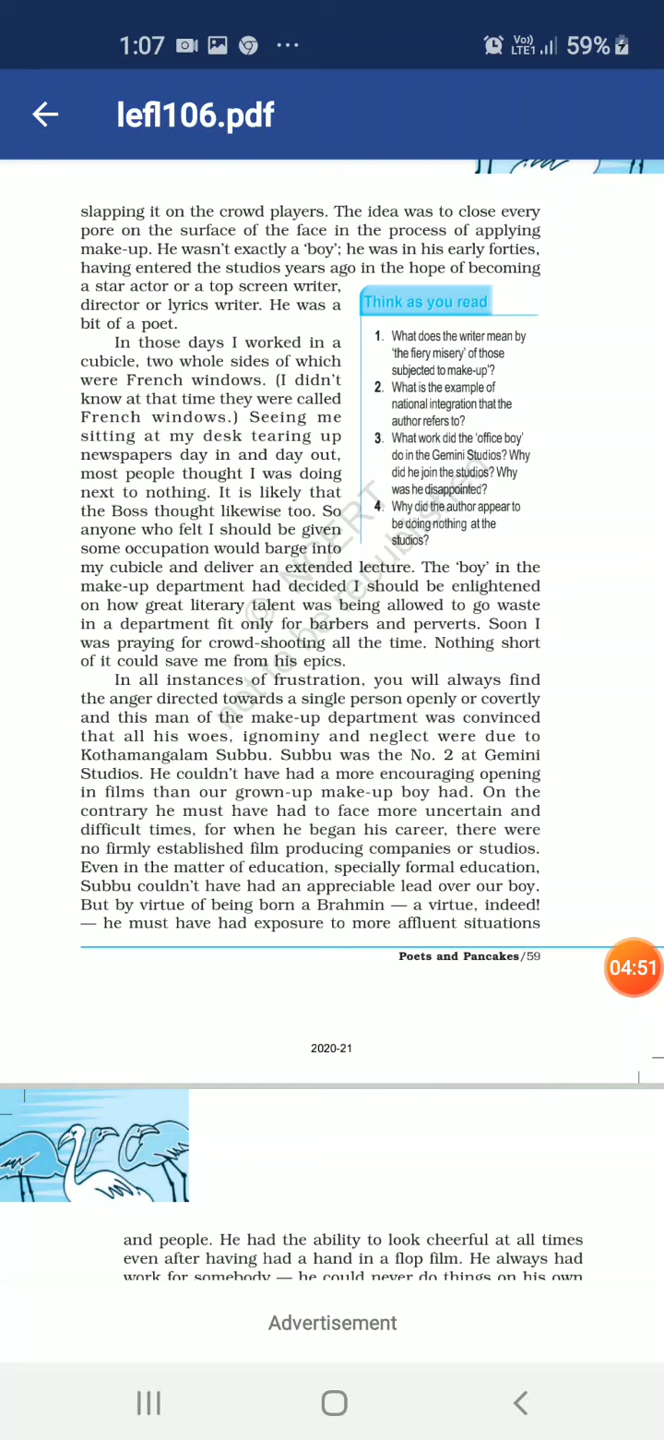 1:07 ... Vo)) LTE1 59%
lefl106.pdf
slapping it on the crowd players. The idea was to close every
pore on the surface of the face in the process of applying
make-up. He wasn't exactly a 'boy'; he was in his early forties,
having entered the studios years ago in the hope of becoming
a star actor or a top screen writer,
director or lyrics writer. He was a
bit of a poet.
In those days I worked in a
cubicle, two whole sides of which
were French windows. (I didn't
know at that time they were called
French windows.) Seeing me
sitting at my desk tearing up
newspapers day in and day out,
most people thought I was doing
next to nothing. It is likely that
the Boss thought likewise too. So
anyone who felt I should be given
some occupation would barge into
Think as you read
1. What does the writer mean by
'the fiery misery' of those
subjected to make-up'?
2. What is the example of
national integration that the
author refers to?
3. What work did the 'office boy'
do in the Gemini Studios? Why
did he join the studios? Why
was he disappointed?
4. Why did the author appear to
be doing nothing at the
studios?
my cubicle and deliver an extended lecture. The 'boy' in the
make-up department had decided I should be enlightened
on how great literary talent was being allowed to go waste
in a department fit only for barbers and perverts. Soon I
was praying for crowd-shooting all the time. Nothing short
of it could save me from his epics.
In all instances of frustration, you will always find
the anger directed towards a single person openly or covertly
and this man of the make-up department was convinced
that all his woes, ignominy and neglect were due to
Kothamangalam Subbu. Subbu was the No. 2 at Gemini
Studios. He couldn't have had a more encouraging opening
in films than our grown-up make-up boy had. On the
contrary he must have had to face more uncertain and
difficult times, for when he began his career, there were
no firmly established film producing companies or studios.
Even in the matter of education, specially formal education,
Subbu couldn't have had an appreciable lead over our boy.
But by virtue of being born a Brahmin — a virtue, indeed!
— he must have had exposure to more affluent situations
© NCERT
not to be republished
Poets and Pancakes/59
04:51
2020-21
and people. He had the ability to look cheerful at all times
even after having had a hand in a flop film. He always had
work for somebody — he could never do things on his own
Advertisement